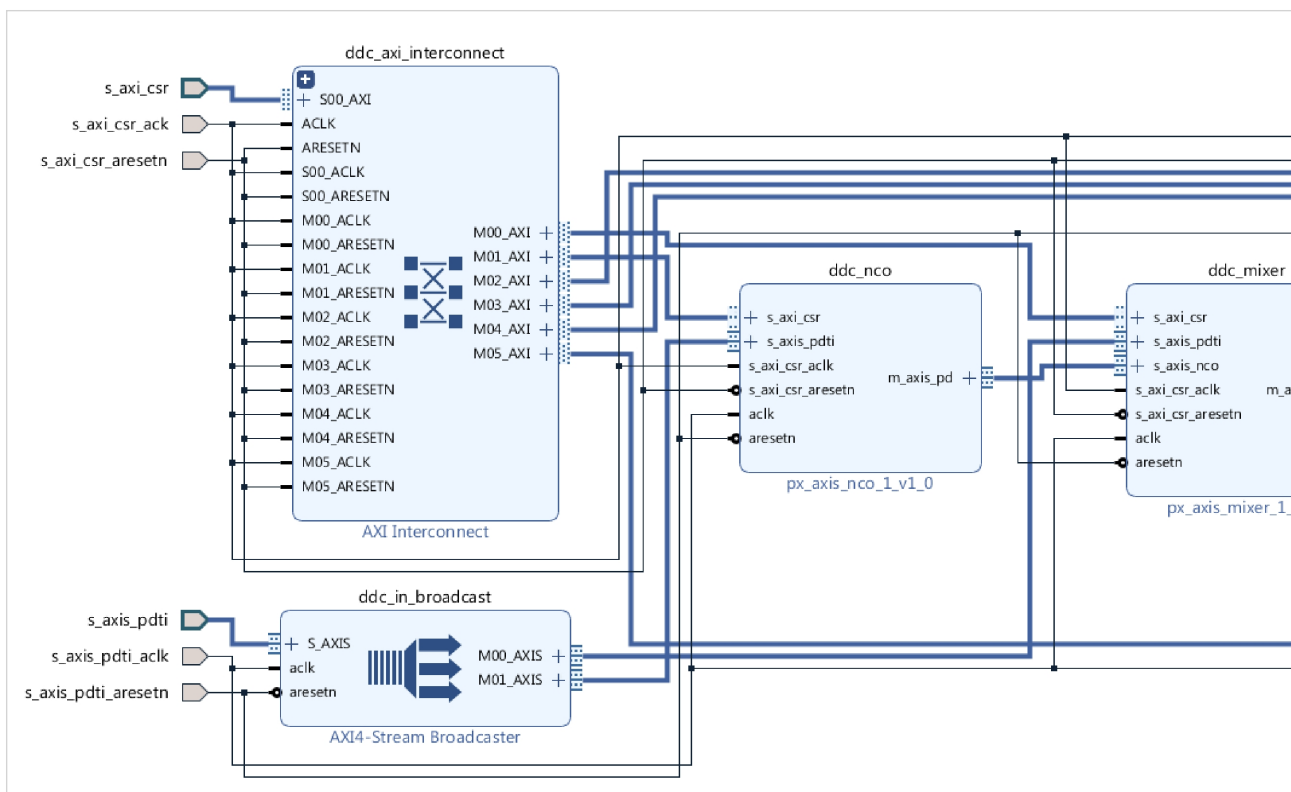 ddc_axi_interconnect
s_axi_csr
s_axi_csr_ack
s_axi_csr_aresetn
S00_AXI
ACLK
ARESETN
S00_ACLK
S00_ARESETN
M00_ACLK
M00_ARESETN
M01_ACLK
M01_ARESETN
M02_ACLK
M02_ARESETN
M03_ACLK
M03_ARESETN
M04_ACLK
M04_ARESETN
M05_ACLK
M05_ARESETN
M00_AXI
M01_AXI
M02_AXI
M03_AXI
M04_AXI
M05_AXI
AXI Interconnect
ddc_nco
s_axi_csr
s_axis_pdti
s_axi_csr_aclk
s_axi_csr_aresetn
aclk
aresetn
m_axis_pd
px_axis_nco_1_v1_0
ddc_mixer
s_axi_csr
s_axis_pdti
s_axis_nco
s_axi_csr_aclk
s_axi_csr_aresetn
aclk
aresetn
m_a
px_axis_mixer_1_
ddc_in_broadcast
s_axis_pdti
s_axis_pdti_aclk
s_axis_pdti_aresetn
S_AXIS
aclk
aresetn
M00_AXIS
M01_AXIS
AXI4-Stream Broadcaster